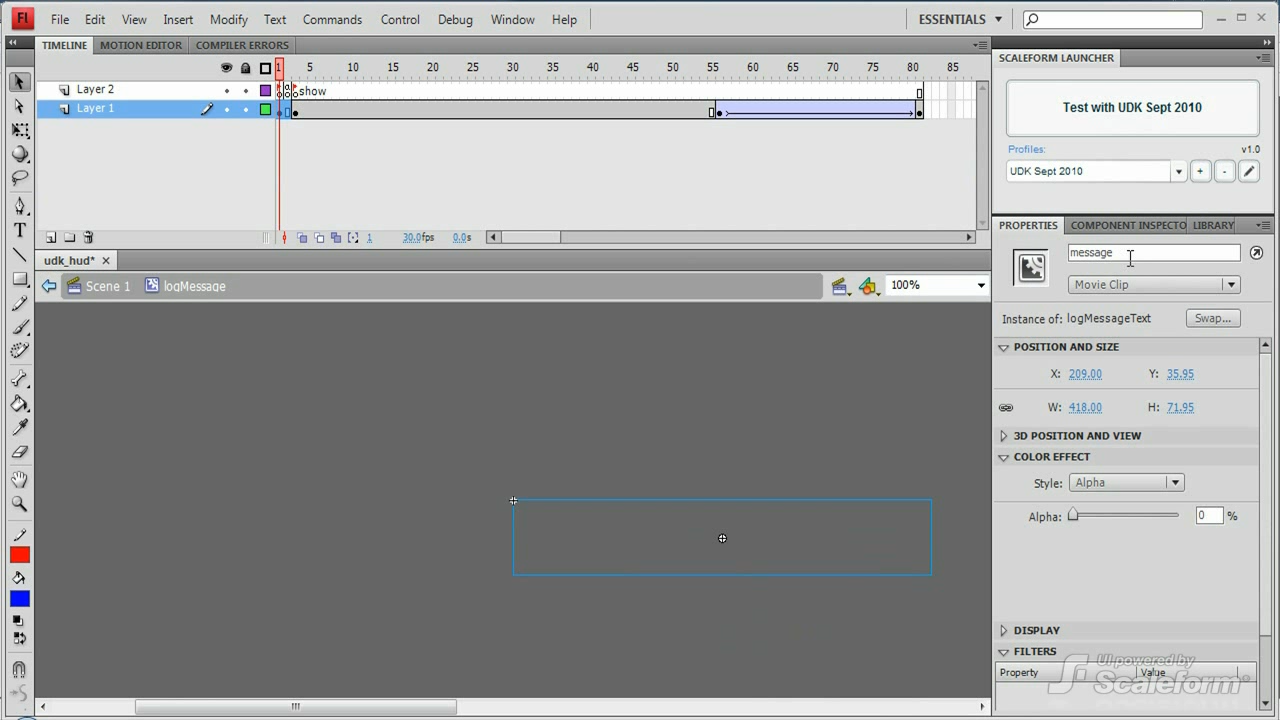 Fl File Edit View Insert Modify Text Commands Control Debug Window Help ESSENTIALS
TIMELINE MOTION EDITOR COMPILER ERRORS
1 5 10 15 20 25 30 35 40 45 50 55 60 65 70 75 80 85
Layer 2 show
Layer 1
1 30.0fps 0.0s
udk_hud*
Scene 1 logMessage 100%
SCALEFORM LAUNCHER
Test with UDK Sept 2010
Profiles: v1.0
UDK Sept 2010 + -
PROPERTIES COMPONENT INSPECTO LIBRARY
message
Movie Clip
Instance of: logMessageText Swap...
POSITION AND SIZE
X: 209.00 Y: 35.95
W: 418.00 H: 71.95
3D POSITION AND VIEW
COLOR EFFECT
Style: Alpha
Alpha: 0 %
DISPLAY
FILTERS
Property Value
UI powered by
Scaleform